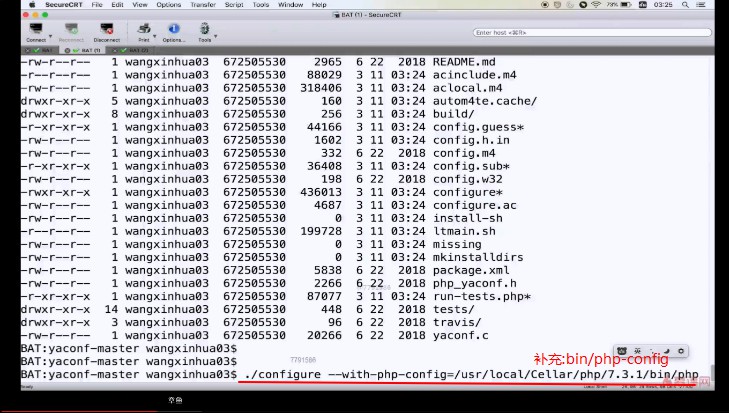 SecureCRT File Edit View Options Transfer Script Tools Window Help 79% 03:25
BAT (1) - SecureCRT
Connect Reconnect Disconnect Print Options... Tools Enter host <⌘R>
BAT BAT (1) BAT (2)
-rw-r--r-- 1 wangxinhua03 672505530 2965 6 22 2018 README.md
-rw-r--r-- 1 wangxinhua03 672505530 88029 3 11 03:24 acinclude.m4
-rw-r--r-- 1 wangxinhua03 672505530 318406 3 11 03:24 aclocal.m4
drwxr-xr-x 5 wangxinhua03 672505530 160 3 11 03:24 autom4te.cache/
drwxr-xr-x 8 wangxinhua03 672505530 256 3 11 03:24 build/
-r-xr-xr-x 1 wangxinhua03 672505530 44166 3 11 03:24 config.guess*
-rw-r--r-- 1 wangxinhua03 672505530 1602 3 11 03:24 config.h.in
-rw-r--r-- 1 wangxinhua03 672505530 332 6 22 2018 config.m4
-r-xr-xr-x 1 wangxinhua03 672505530 36408 3 11 03:24 config.sub*
-rw-r--r-- 1 wangxinhua03 672505530 198 6 22 2018 config.w32
-rwxr-xr-x 1 wangxinhua03 672505530 436013 3 11 03:24 configure*
-rw-r--r-- 1 wangxinhua03 672505530 4687 3 11 03:24 configure.ac
-rw-r--r-- 1 wangxinhua03 672505530 0 3 11 03:24 install-sh
-rw-r--r-- 1 wangxinhua03 672505530 199728 3 11 03:24 ltmain.sh
-rw-r--r-- 1 wangxinhua03 672505530 0 3 11 03:24 missing
-rw-r--r-- 1 wangxinhua03 672505530 0 3 11 03:24 mkinstalldirs
-rw-r--r-- 1 wangxinhua03 672505530 5838 6 22 2018 package.xml
-rw-r--r-- 1 wangxinhua03 672505530 2266 6 22 2018 php_yaconf.h
-r-xr-xr-x 1 wangxinhua03 672505530 87077 3 11 03:24 run-tests.php*
drwxr-xr-x 14 wangxinhua03 672505530 448 6 22 2018 tests/
drwxr-xr-x 3 wangxinhua03 672505530 96 6 22 2018 travis/
-rw-r--r-- 1 wangxinhua03 672505530 20266 6 22 2018 yaconf.c
BAT:yaconf-master wangxinhua03$
BAT:yaconf-master wangxinhua03$
7791586
补充:bin/php-config
BAT:yaconf-master wangxinhua03$ ./configure --with-php-config=/usr/local/Cellar/php/7.3.1/bin/php
Ready